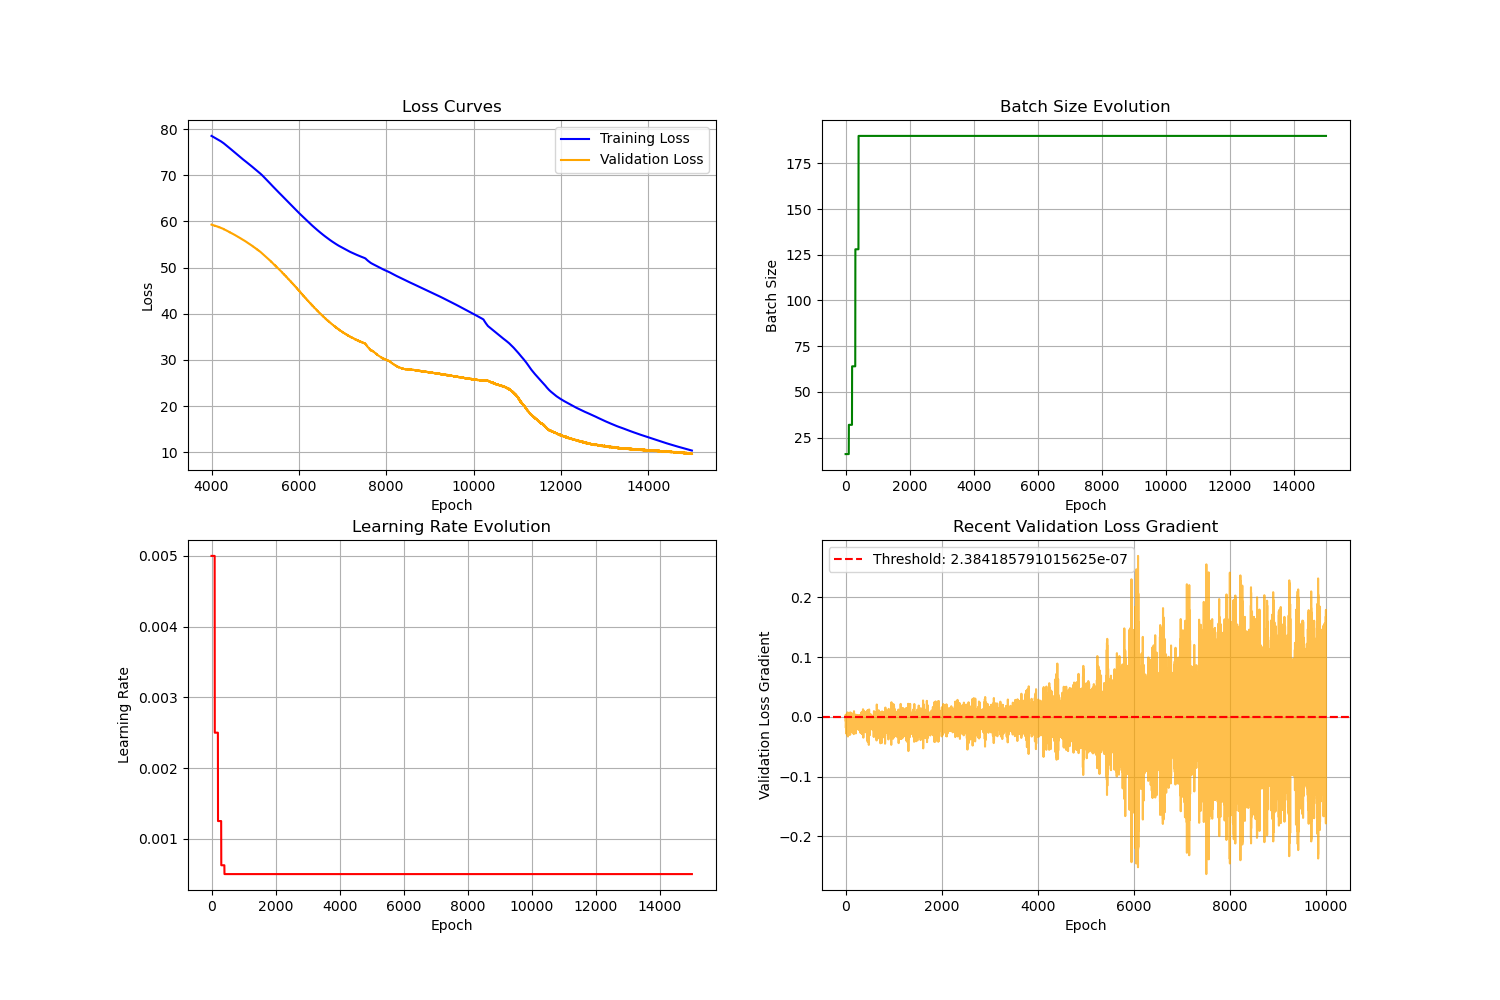 Loss Curves
80
70
60
50
40
30
20
10
Loss
Training Loss
Validation Loss
4000 6000 8000 10000 12000 14000
Epoch
Batch Size Evolution
175
150
125
100
75
50
25
Batch Size
0 2000 4000 6000 8000 10000 12000 14000
Epoch
Learning Rate Evolution
0.005
0.004
0.003
0.002
0.001
Learning Rate
0 2000 4000 6000 8000 10000 12000 14000
Epoch
Recent Validation Loss Gradient
Threshold: 2.384185791015625e-07
0.2
0.1
0.0
−0.1
−0.2
Validation Loss Gradient
0 2000 4000 6000 8000 10000
Epoch